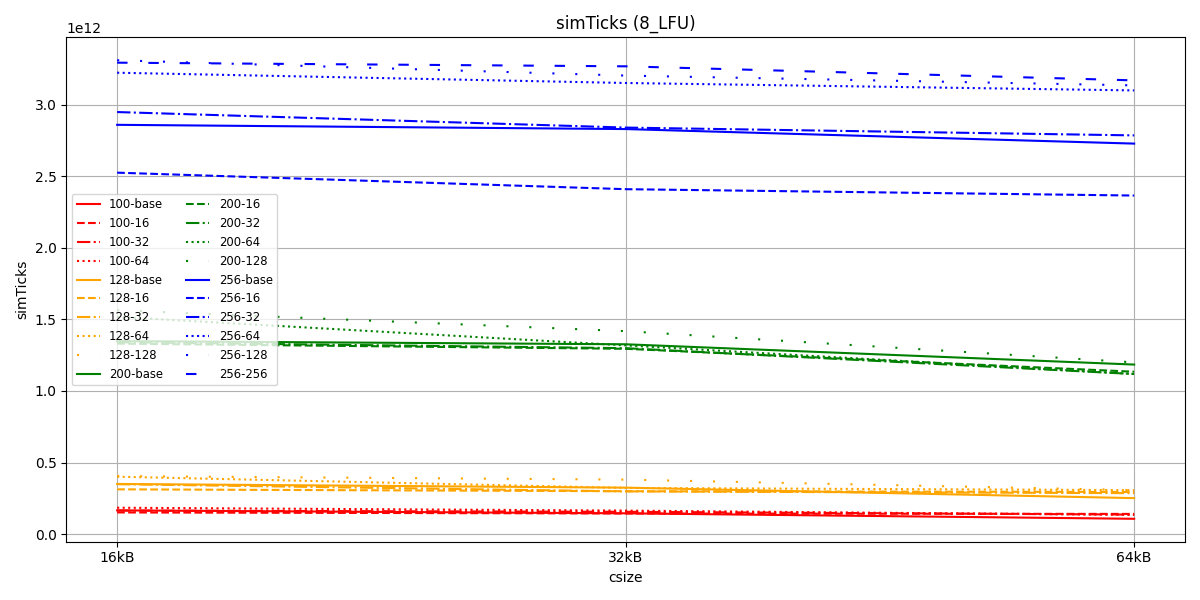 simTicks (8_LFU)
1e12
3.0
2.5
2.0
1.5
1.0
0.5
0.0
simTicks
100-base
100-16
100-32
100-64
128-base
128-16
128-32
128-64
128-128
200-base
200-16
200-32
200-64
200-128
256-base
256-16
256-32
256-64
256-128
256-256
16kB
32kB
64kB
csize